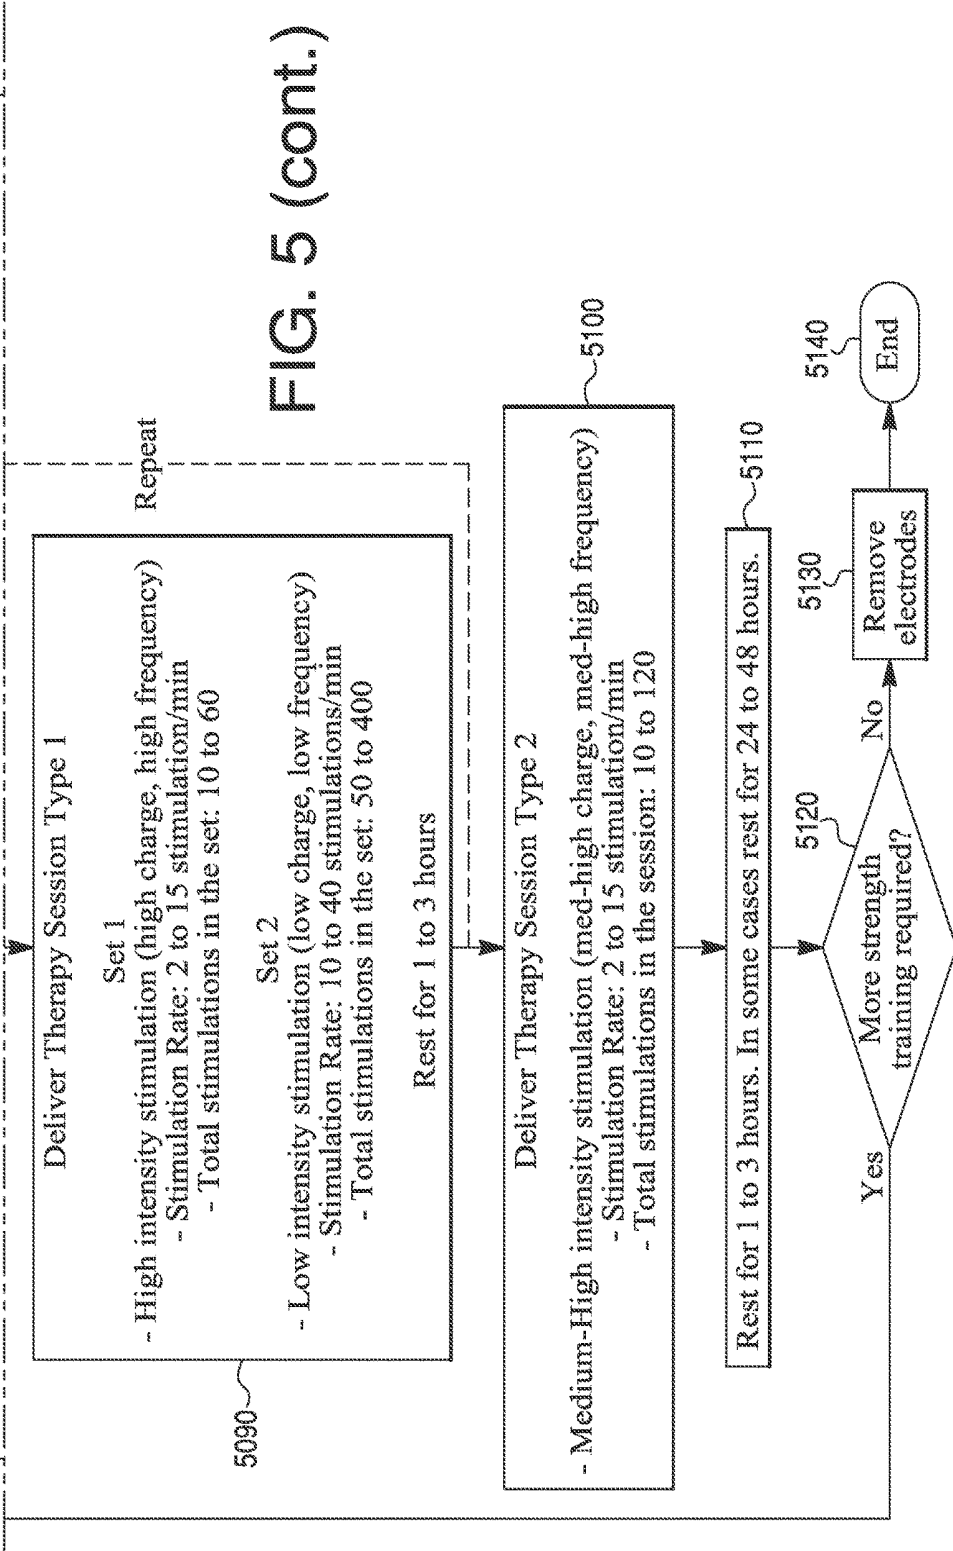 FIG. 5 (cont.)
Deliver Therapy Session Type 1
Set 1
- High intensity stimulation (high charge, high frequency)
- Stimulation Rate: 2 to 15 stimulation/min
- Total stimulations in the set: 10 to 60
Set 2
- Low intensity stimulation (low charge, low frequency)
- Stimulation Rate: 10 to 40 stimulations/min
- Total stimulations in the set: 50 to 400
Rest for 1 to 3 hours
5090
Repeat
Deliver Therapy Session Type 2
- Medium-High intensity stimulation (med-high charge, med-high frequency)
- Stimulation Rate: 2 to 15 stimulation/min
- Total stimulations in the session: 10 to 120
5100
Rest for 1 to 3 hours. In some cases rest for 24 to 48 hours.
5110
More strength
training required?
5120
Yes
No
Remove
electrodes
5130
End
5140